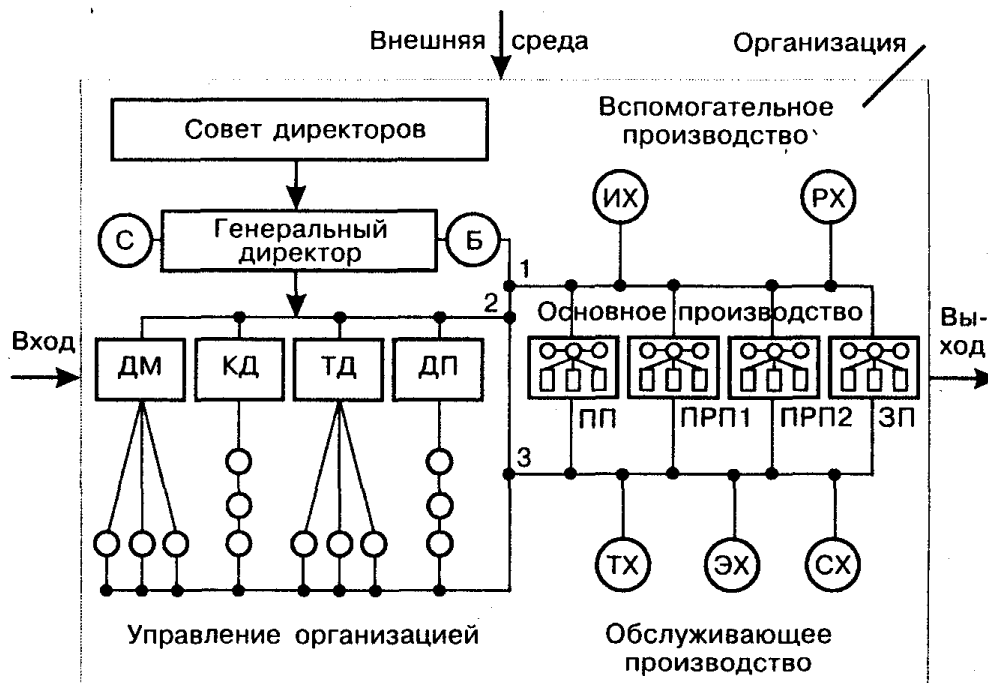 Внешняя среда
Организация
Вспомогательное
производство
Совет директоров
ИХ
РХ
С
Генеральный
директор
Б
1
2
Основное производство
Вход
Вы-
ход
ДМ
КД
ТД
ДП
ПП
ПРП1
ПРП2
ЗП
3
ТХ
ЭХ
СХ
Управление организацией
Обслуживающее
производство